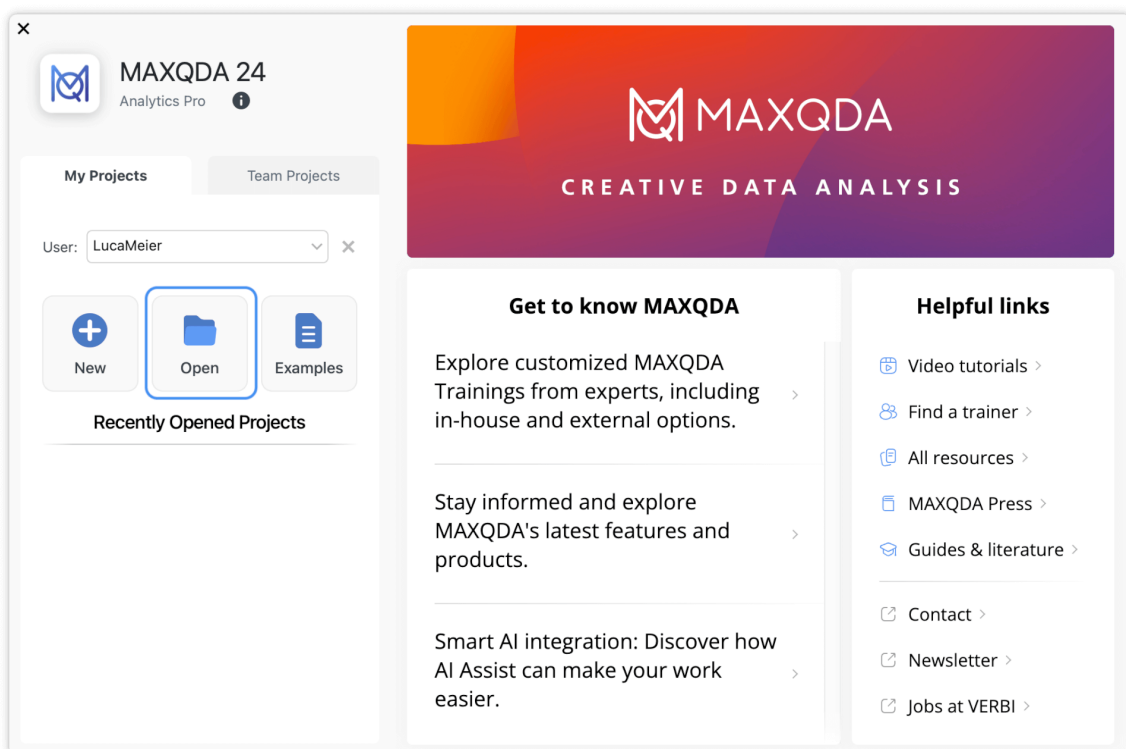 MAXQDA 24
Analytics Pro
My Projects
Team Projects
User:
LucaMeier
New
Open
Examples
Recently Opened Projects
MAXQDA
CREATIVE DATA ANALYSIS
Get to know MAXQDA
Explore customized MAXQDA
Trainings from experts, including
in-house and external options.
Stay informed and explore
MAXQDA's latest features and
products.
Smart AI integration: Discover how
AI Assist can make your work
easier.
Helpful links
Video tutorials
Find a trainer
All resources
MAXQDA Press
Guides & literature
Contact
Newsletter
Jobs at VERBI